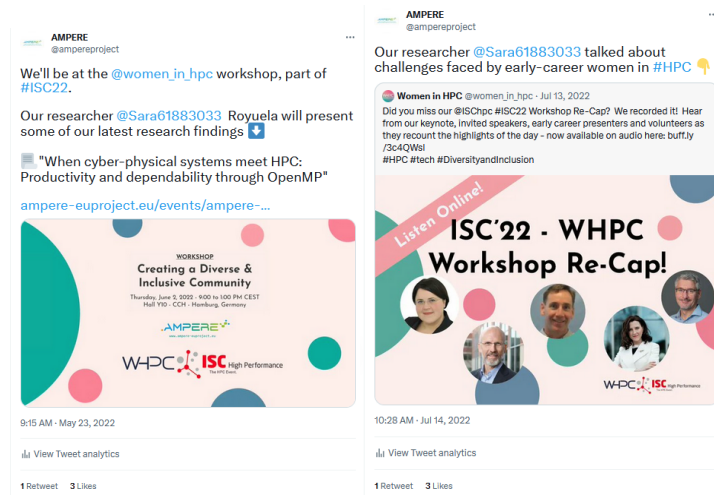 AMPERE
@ampereproject
We'll be at the @women_in_hpc workshop, part of
#ISC22.
Our researcher @Sara61883033 Royuela will present
some of our latest research findings ⬇️
📃 "When cyber-physical systems meet HPC:
Productivity and dependability through OpenMP"
ampere-euproject.eu/events/ampere-...
WORKSHOP
Creating a Diverse &
Inclusive Community
Thursday, June 2, 2022 - 9:00 to 1:00 PM CEST
Hall Y10 - CCH - Hamburg, Germany
AMPERE
www.ampere-euproject.eu
WHPC ISC High Performance
The HPC Event.
9:15 AM · May 23, 2022
View Tweet analytics
1 Retweet 3 Likes
AMPERE
@ampereproject
Our researcher @Sara61883033 talked about
challenges faced by early-career women in #HPC 👇
Women in HPC @women_in_hpc · Jul 13, 2022
Did you miss our @ISChpc #ISC22 Workshop Re-Cap? We recorded it! Hear
from our keynote, invited speakers, early career presenters and volunteers as
they recount the highlights of the day - now available on audio here: buff.ly
/3c4QWsI
#HPC #tech #DiversityandInclusion
Listen Online!
ISC'22 - WHPC
Workshop Re-Cap!
WHPC ISC High Performance
10:28 AM · Jul 14, 2022
View Tweet analytics
1 Retweet 3 Likes